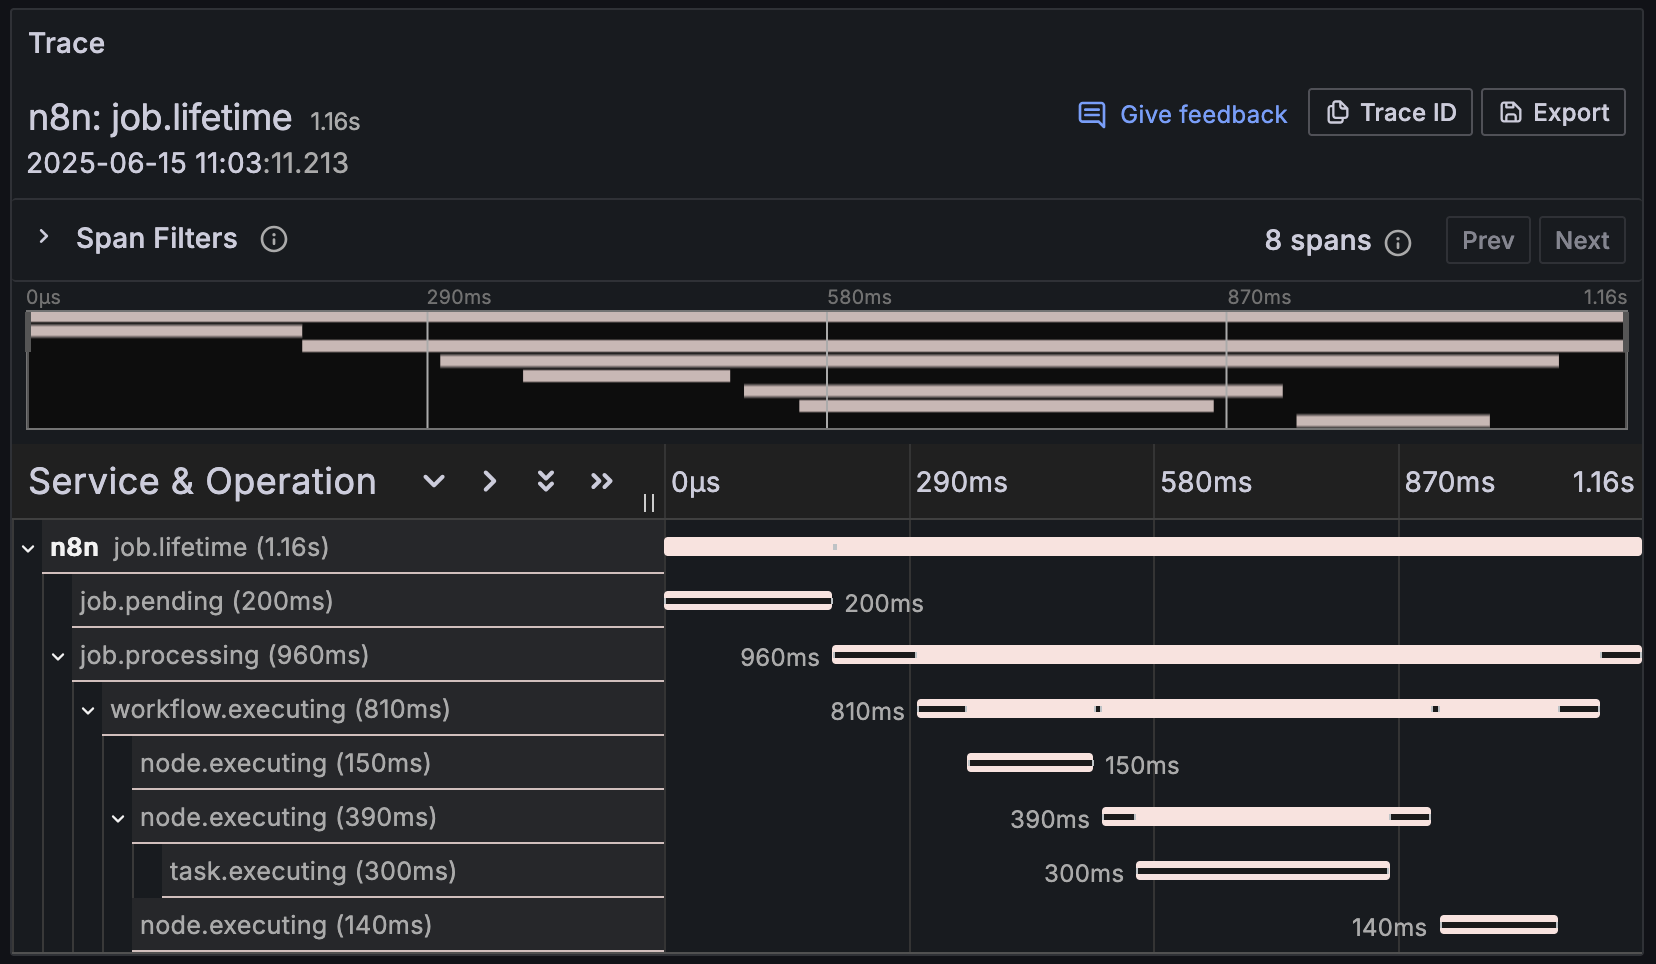 Trace
n8n: job.lifetime 1.16s
Give feedback
Trace ID
Export
2025-06-15 11:03:11.213
Span Filters
8 spans
Prev
Next
0μs 290ms 580ms 870ms 1.16s
Service & Operation
0μs 290ms 580ms 870ms 1.16s
n8n job.lifetime (1.16s)
job.pending (200ms) 200ms
job.processing (960ms) 960ms
workflow.executing (810ms) 810ms
node.executing (150ms) 150ms
node.executing (390ms) 390ms
task.executing (300ms) 300ms
node.executing (140ms) 140ms